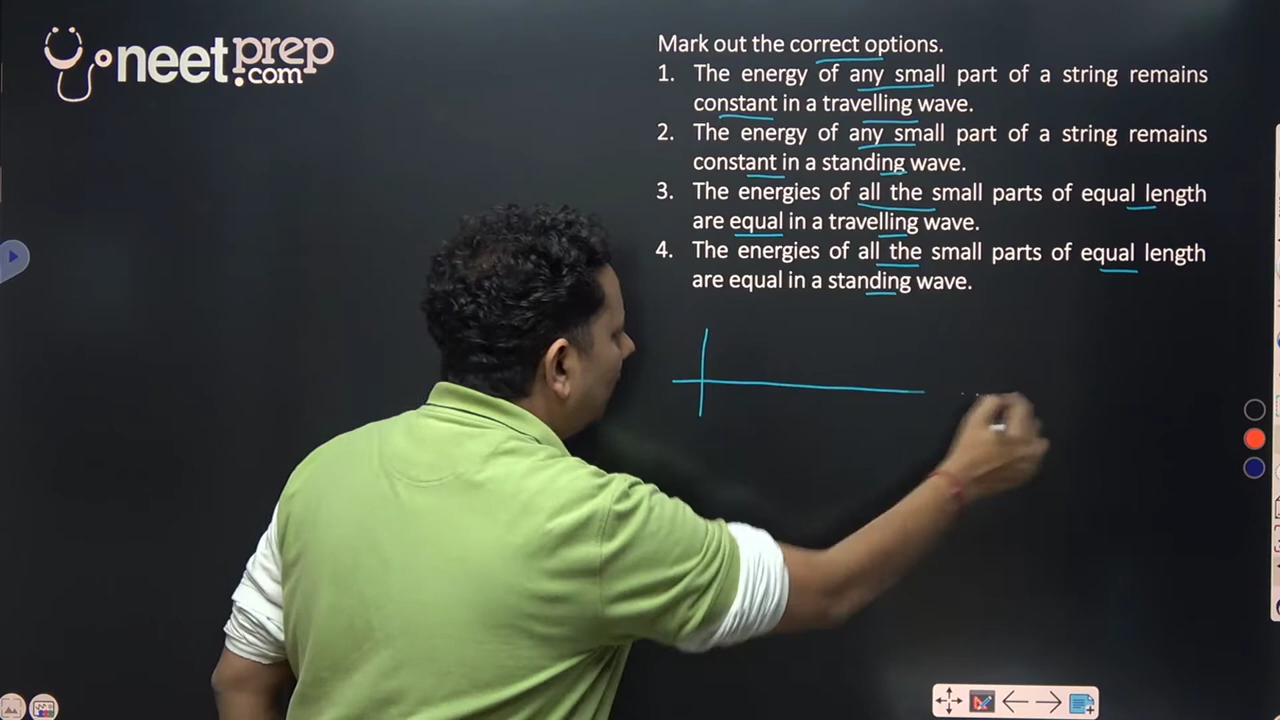 neetprep
.com
Mark out the correct options.
1. The energy of any small part of a string remains
constant in a travelling wave.
2. The energy of any small part of a string remains
constant in a standing wave.
3. The energies of all the small parts of equal length
are equal in a travelling wave.
4. The energies of all the small parts of equal length
are equal in a standing wave.